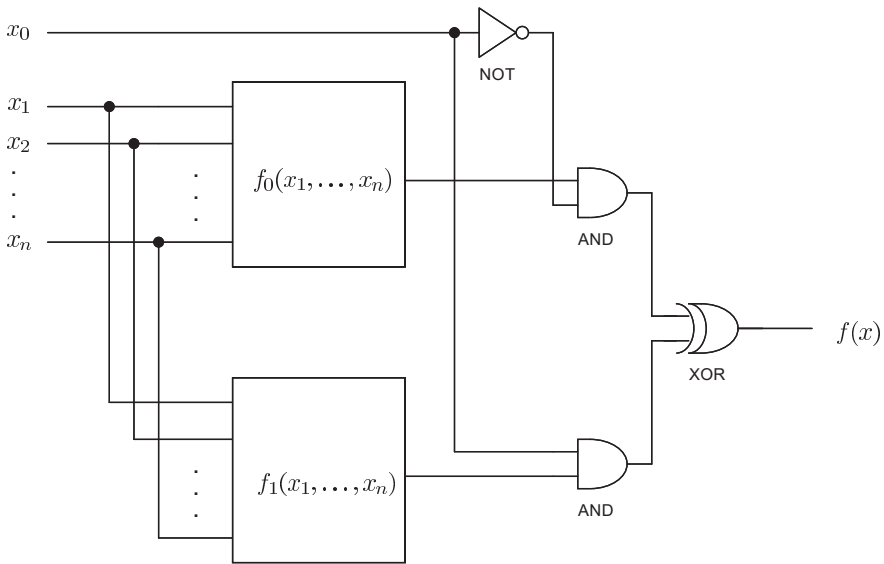 x₀
NOT
x₁
x₂
.
.
.
xₙ
.
.
.
f₀(x₁,...,xₙ)
AND
f(x)
XOR
.
.
.
f₁(x₁,...,xₙ)
AND